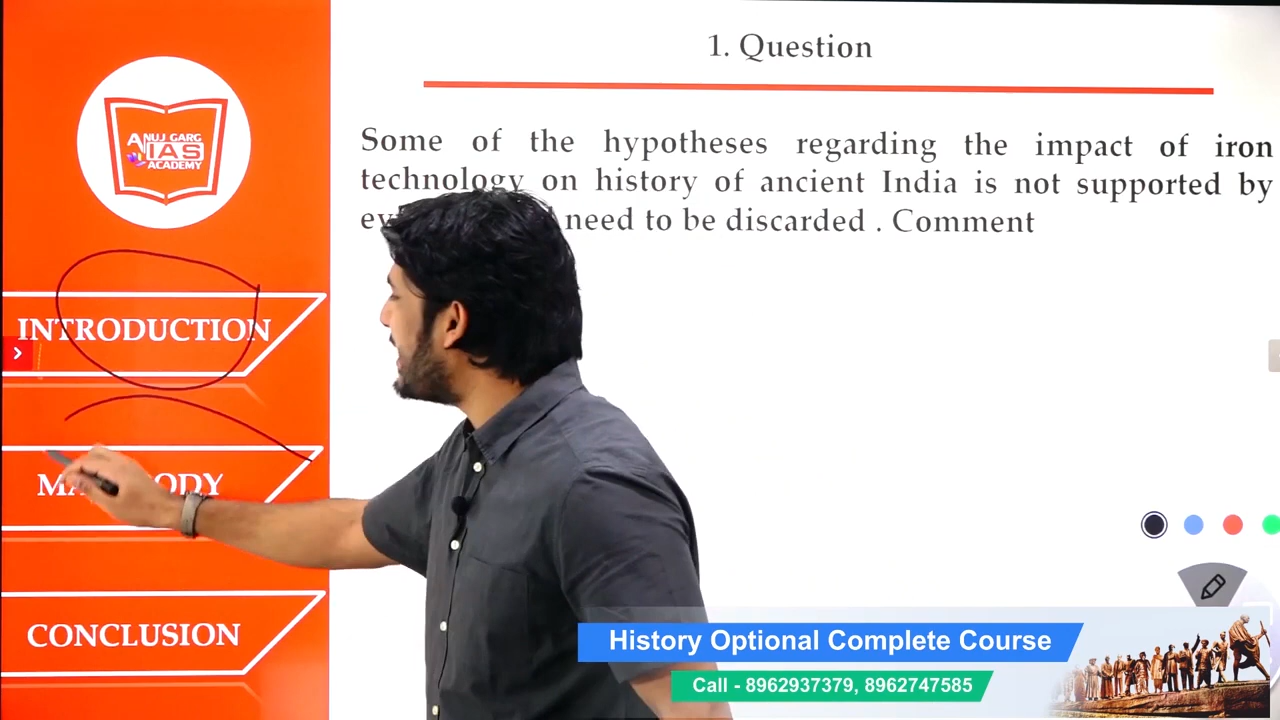 1. Question
ANUJ GARG
IAS
ACADEMY
Some of the hypotheses regarding the impact of iron
technology on history of ancient India is not supported by
need to be discarded . Comment
INTRODUCTION
CONCLUSION
History Optional Complete Course
Call - 8962937379, 8962747585